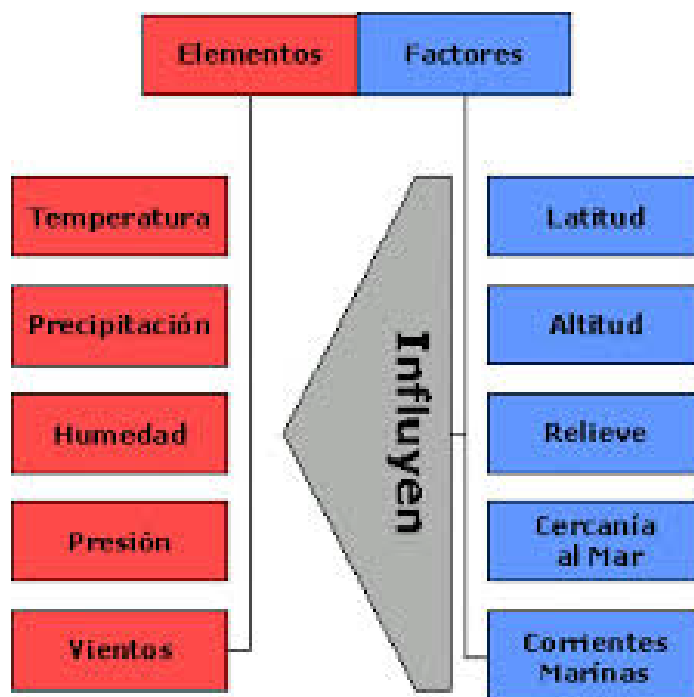 Elementos
Factores
Temperatura
Precipitación
Humedad
Presión
Vientos
Influyen
Latitud
Altitud
Relieve
Cercanía
al Mar
Corrientes
Marinas